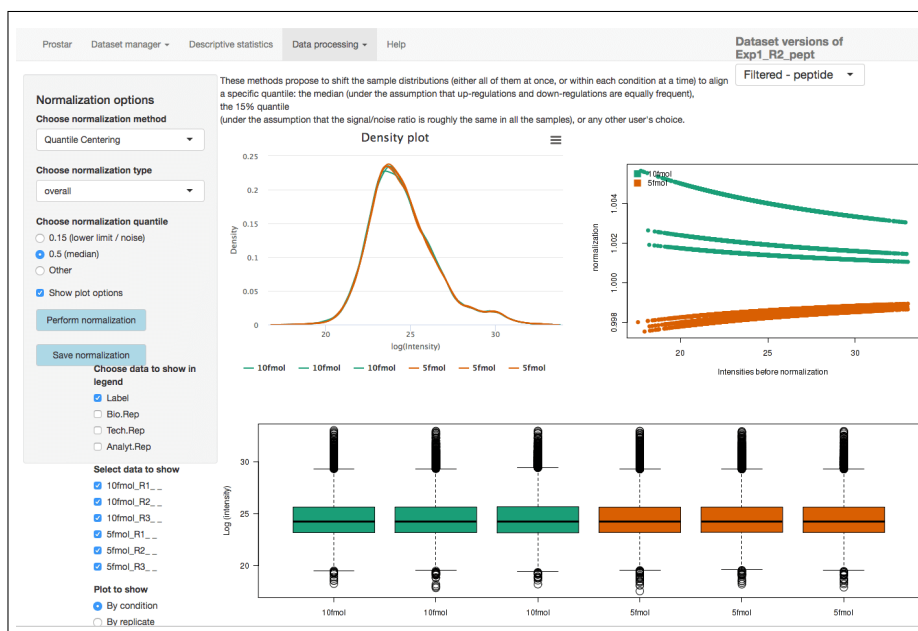 Prostar Dataset manager Descriptive statistics Data processing Help
Dataset versions of
Exp1_R2_pept
Filtered - peptide
Normalization options
Choose normalization method
Quantile Centering
Choose normalization type
overall
Choose normalization quantile
0.15 (lower limit / noise)
0.5 (median)
Other
Show plot options
Perform normalization
Save normalization
Choose data to show in
legend
Label
Bio.Rep
Tech.Rep
Analyt.Rep
Select data to show
10fmol_R1_ _
10fmol_R2_ _
10fmol_R3_ _
5fmol_R1_ _
5fmol_R2_ _
5fmol_R3_ _
Plot to show
By condition
By replicate
These methods propose to shift the sample distributions (either all of them at once, or within each condition at a time) to align
a specific quantile: the median (under the assumption that up-regulations and down-regulations are equally frequent),
the 15% quantile
(under the assumption that the signal/noise ratio is roughly the same in all the samples), or any other user's choice.
Density plot
0.25
0.2
0.15
0.1
0.05
0
Density
20 25 30
log(Intensity)
10fmol 10fmol 10fmol 5fmol 5fmol 5fmol
10fmol
5fmol
1.004
1.002
1.000
0.998
normalization
20 25 30
Intensities before normalization
30
25
20
Log (intensity)
10fmol 10fmol 10fmol 5fmol 5fmol 5fmol